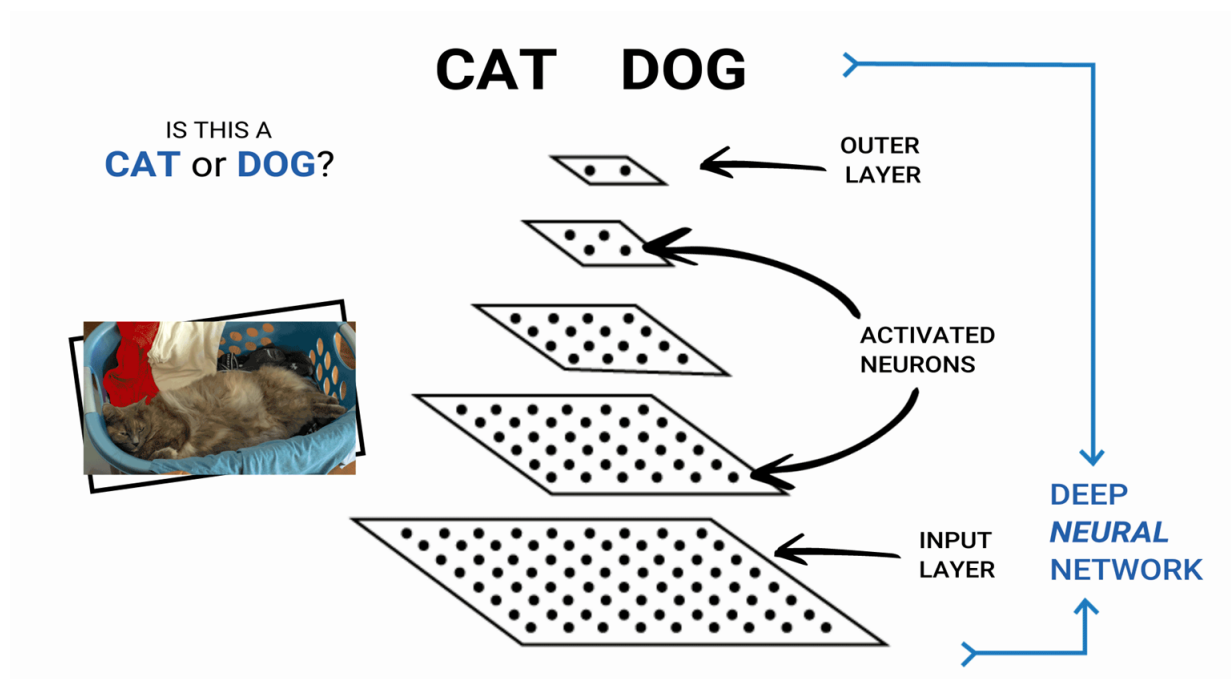 CAT DOG
IS THIS A
CAT or DOG?
OUTER
LAYER
ACTIVATED
NEURONS
INPUT
LAYER
DEEP
NEURAL
NETWORK